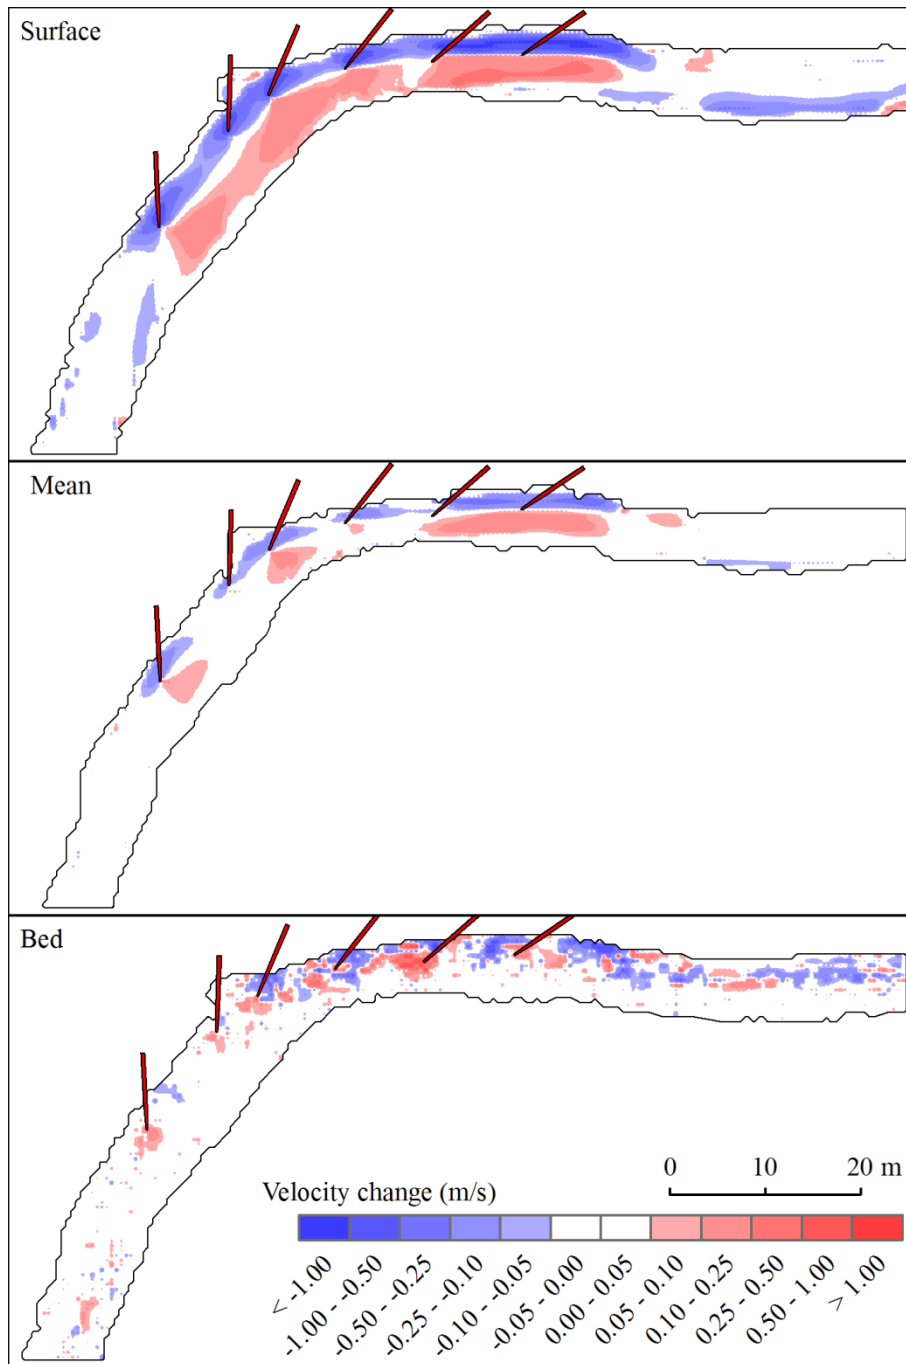 Surface
Mean
Bed
0 10 20 m
Velocity change (m/s)
< -1.00
-1.00 - -0.50
-0.50 - -0.25
-0.25 - -0.10
-0.10 - -0.05
-0.05 - 0.00
0.00 - 0.05
0.05 - 0.10
0.10 - 0.25
0.25 - 0.50
0.50 - 1.00
> 1.00